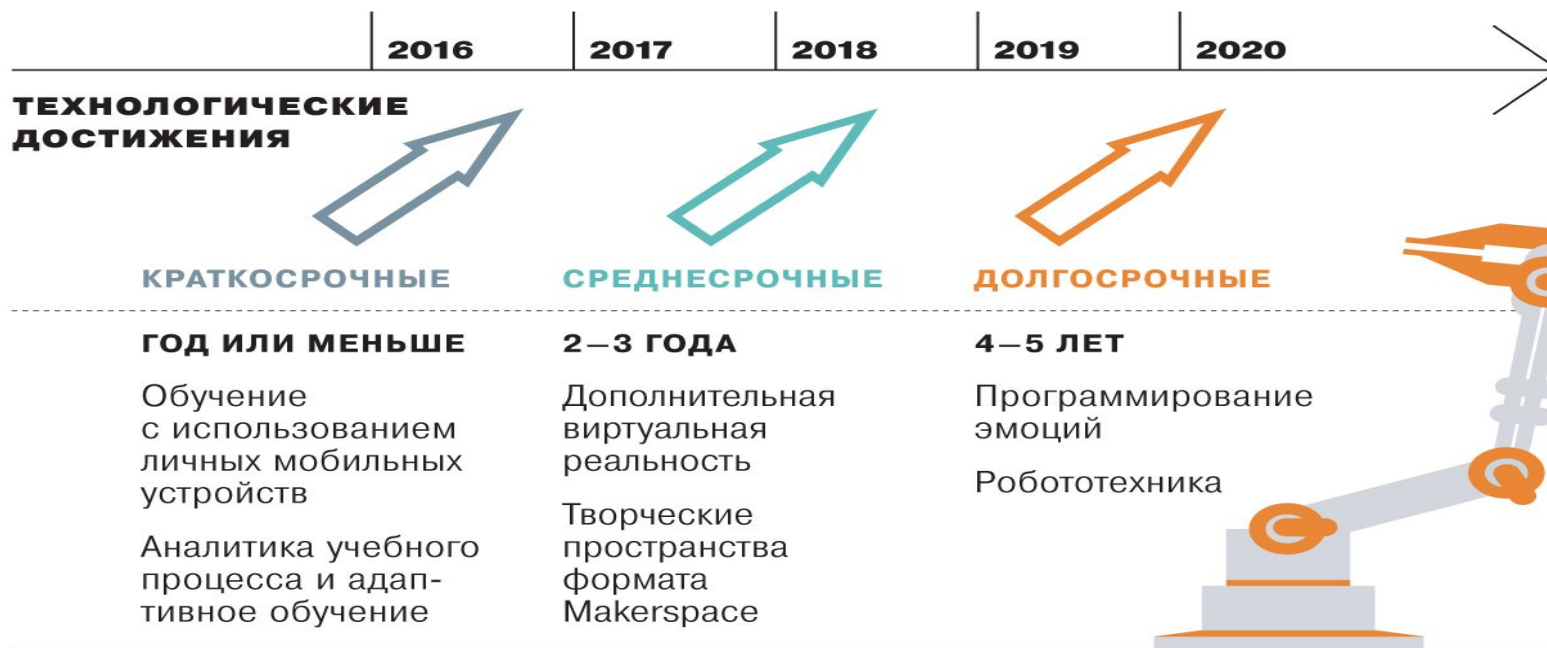 2016 2017 2018 2019 2020
ТЕХНОЛОГИЧЕСКИЕ
ДОСТИЖЕНИЯ
КРАТКОСРОЧНЫЕ
ГОД ИЛИ МЕНЬШЕ
Обучение
с использованием
личных мобильных
устройств
Аналитика учебного
процесса и адап-
тивное обучение
СРЕДНЕСРОЧНЫЕ
2—3 ГОДА
Дополнительная
виртуальная
реальность
Творческие
пространства
формата
Makerspace
ДОЛГОСРОЧНЫЕ
4—5 ЛЕТ
Программирование
эмоций
Робототехника